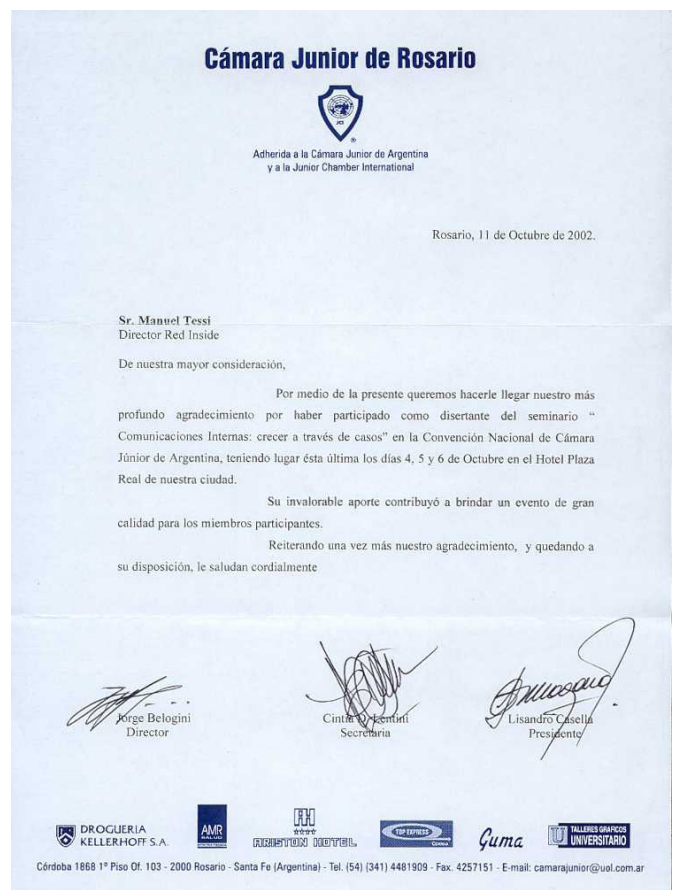 Cámara Junior de Rosario
JCI
Adherida a la Cámara Junior de Argentina
y a la Junior Chamber International
Rosario, 11 de Octubre de 2002.
Sr. Manuel Tessi
Director Red Inside
De nuestra mayor consideración,
Por medio de la presente queremos hacerle llegar nuestro más
profundo agradecimiento por haber participado como disertante del seminario “
Comunicaciones Internas: crecer a través de casos” en la Convención Nacional de Cámara
Júnior de Argentina, teniendo lugar ésta última los días 4, 5 y 6 de Octubre en el Hotel Plaza
Real de nuestra ciudad.
Su invalorable aporte contribuyó a brindar un evento de gran
calidad para los miembros participantes.
Reiterando una vez más nuestro agradecimiento, y quedando a
su disposición, le saludan cordialmente
Jorge Belogini
Director
Cintia Lentini
Secretaria
Lisandro Casella
Presidente
DROGUERIA
KELLERHOFF S.A.
AMR
SALUD
ARISTON HOTEL
TOP EXPRESS
Guma
TALLERES GRAFICOS
UNIVERSITARIO
Córdoba 1868 1º Piso Of. 103 - 2000 Rosario - Santa Fe (Argentina) - Tel. (54) (341) 4481909 - Fax. 4257151 - E-mail: camarajunior@uol.com.ar